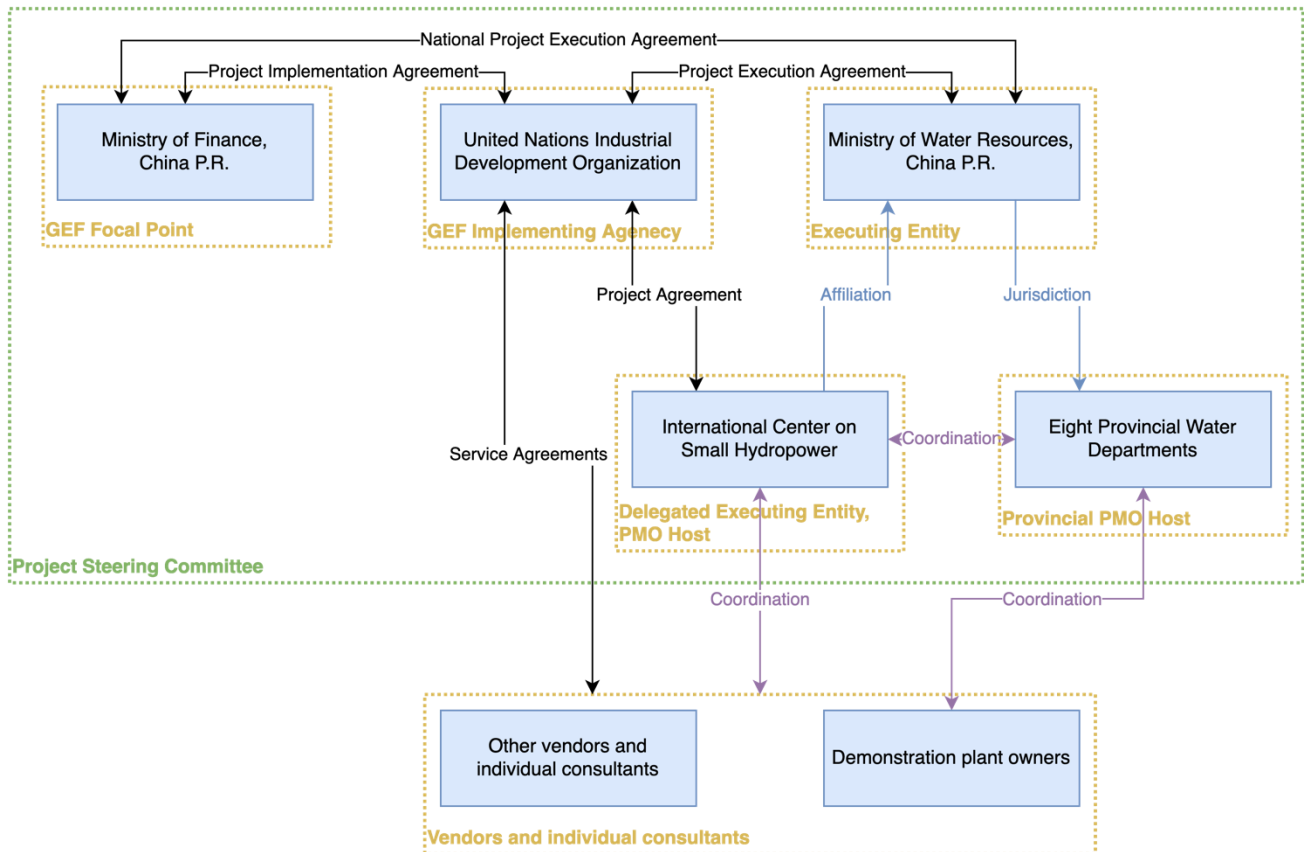 National Project Execution Agreement
Project Implementation Agreement
Project Execution Agreement
Ministry of Finance,
China P.R.
United Nations Industrial
Development Organization
Ministry of Water Resources,
China P.R.
GEF Focal Point
GEF Implementing Agenecy
Executing Entity
Project Agreement
Affiliation
Jurisdiction
International Center on
Small Hydropower
Coordination
Eight Provincial Water
Departments
Service Agreements
Delegated Executing Entity,
PMO Host
Provincial PMO Host
Project Steering Committee
Coordination
Coordination
Other vendors and
individual consultants
Demonstration plant owners
Vendors and individual consultants